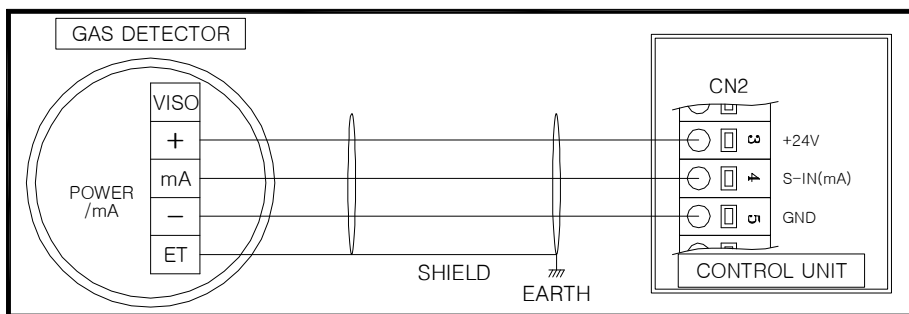 GAS DETECTOR
VISO
+
mA
−
ET
POWER
/mA
SHIELD
EARTH
CN2
3 +24V
4 S-IN(mA)
5 GND
CONTROL UNIT